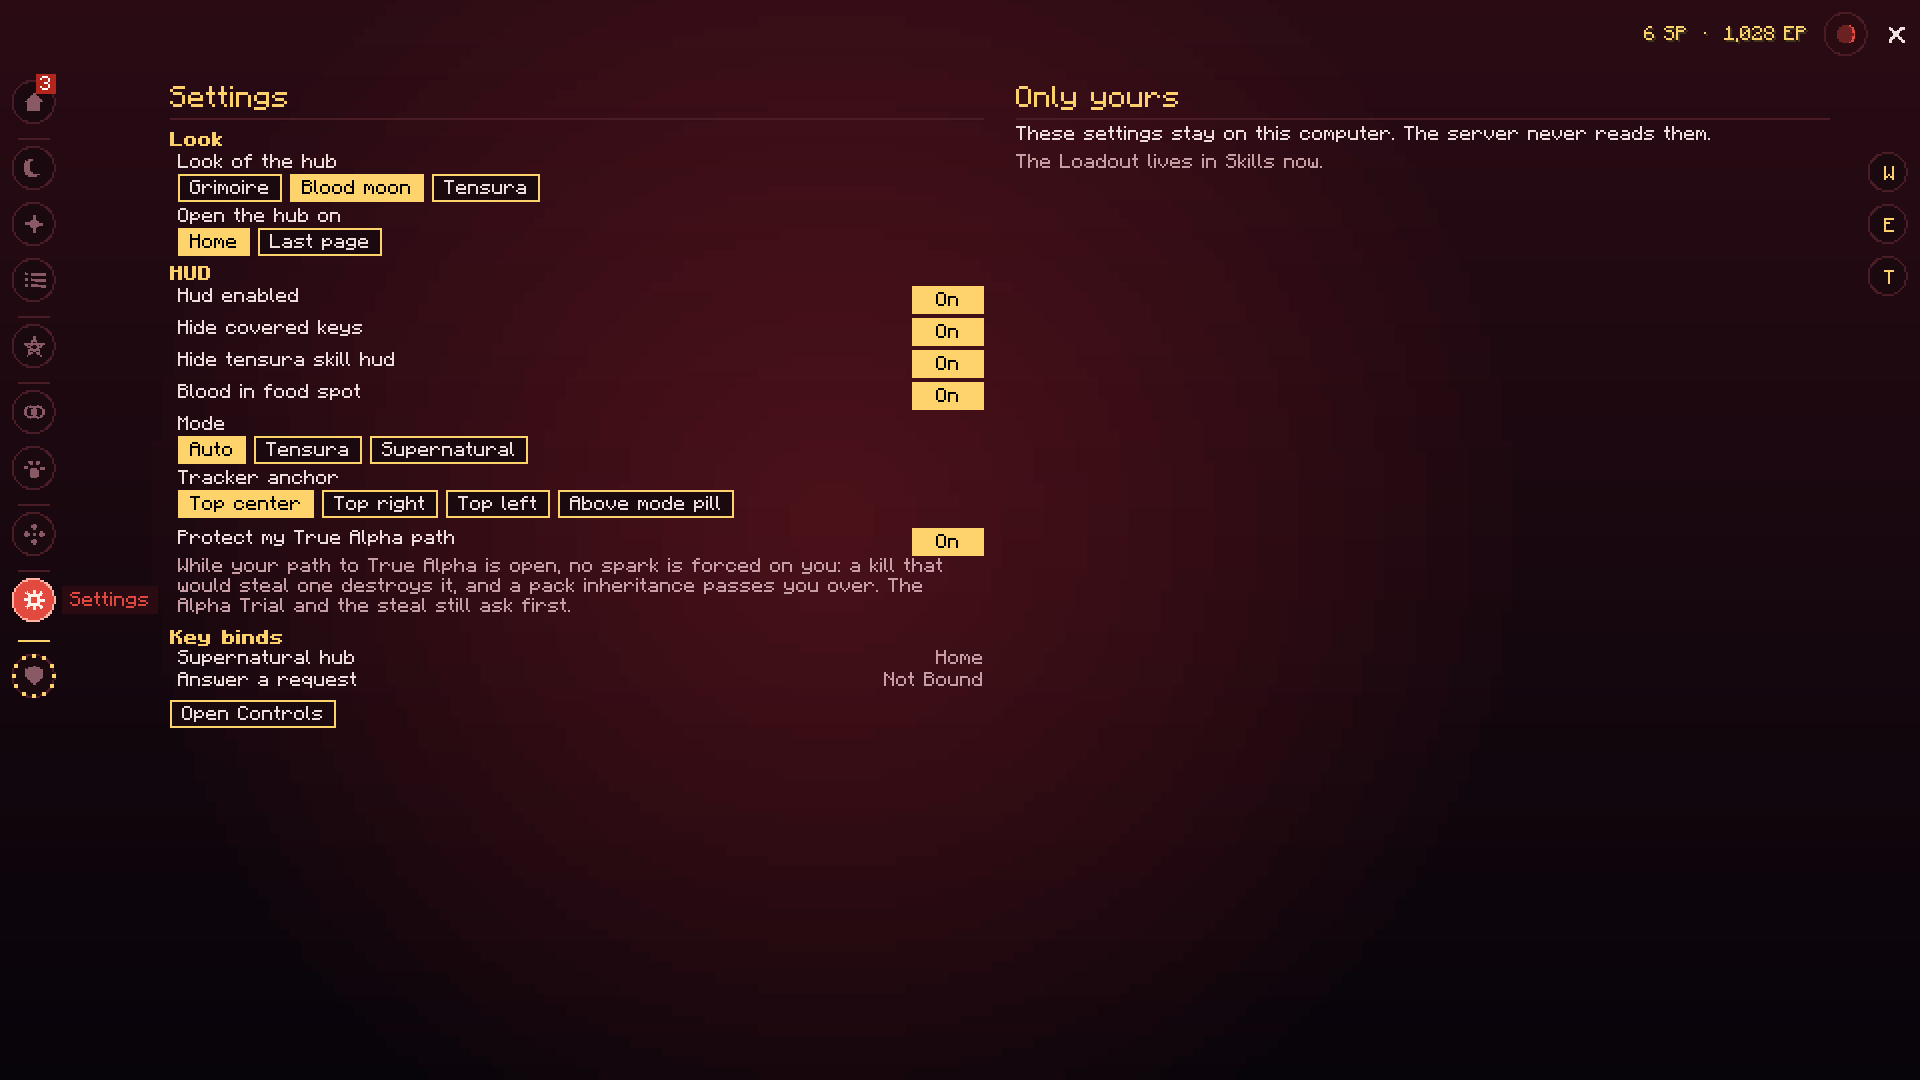 6 SP · 1,028 EP
3
Settings
Only yours
Look
These settings stay on this computer. The server never reads them.
Look of the hub
The Loadout lives in Skills now.
Grimoire Blood moon Tensura
W
Open the hub on
E
Home Last page
HUD
T
Hud enabled On
Hide covered keys On
Hide tensura skill hud On
Blood in food spot On
Mode
Auto Tensura Supernatural
Tracker anchor
Top center Top right Top left Above mode pill
Protect my True Alpha path On
While your path to True Alpha is open, no spark is forced on you: a kill that
would steal one destroys it, and a pack inheritance passes you over. The
Alpha Trial and the steal still ask first.
Settings
Key binds
Supernatural hub Home
Answer a request Not Bound
Open Controls